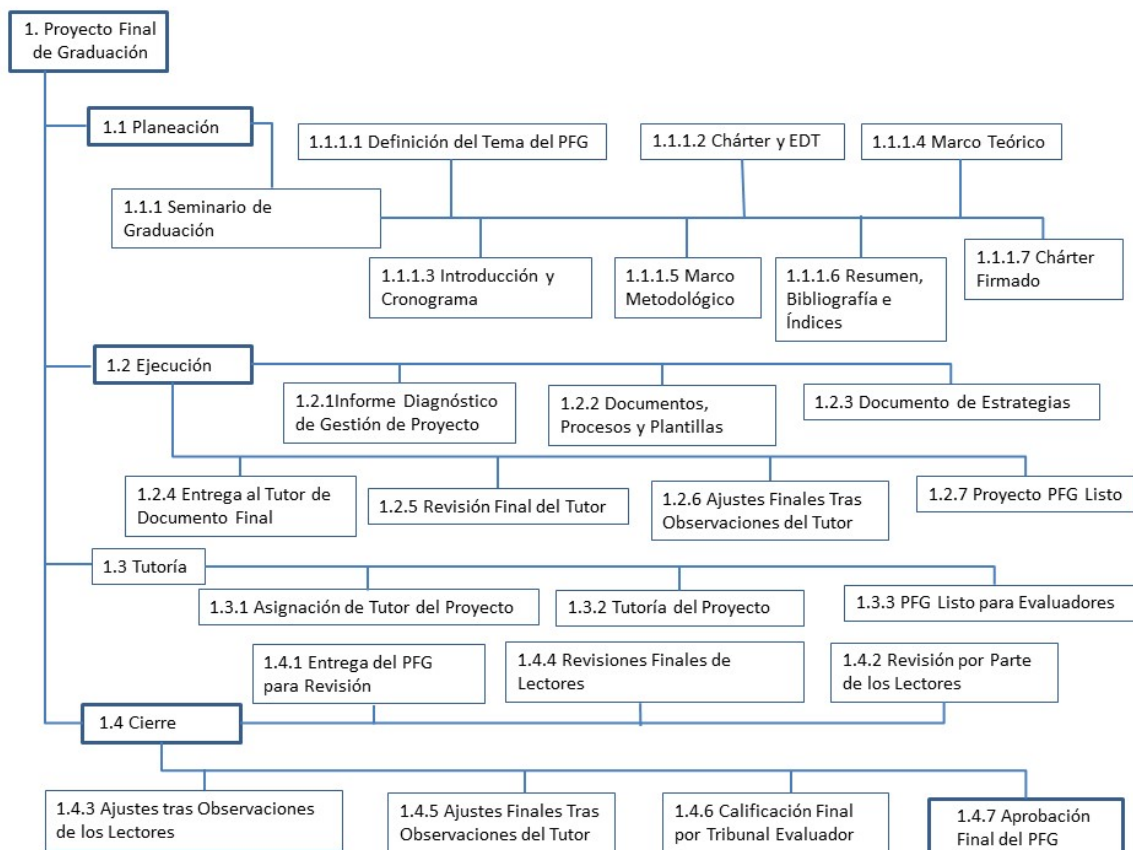 1. Proyecto Final
de Graduación
1.1 Planeación
1.1.1.1 Definición del Tema del PFG
1.1.1.2 Chárter y EDT
1.1.1.4 Marco Teórico
1.1.1 Seminario de
Graduación
1.1.1.3 Introducción y
Cronograma
1.1.1.5 Marco
Metodológico
1.1.1.6 Resumen,
Bibliografía e
Índices
1.1.1.7 Chárter
Firmado
1.2 Ejecución
1.2.1Informe Diagnóstico
de Gestión de Proyecto
1.2.2 Documentos,
Procesos y Plantillas
1.2.3 Documento de Estrategias
1.2.4 Entrega al Tutor de
Documento Final
1.2.5 Revisión Final del Tutor
1.2.6 Ajustes Finales Tras
Observaciones del Tutor
1.2.7 Proyecto PFG Listo
1.3 Tutoría
1.3.1 Asignación de Tutor del Proyecto
1.3.2 Tutoría del Proyecto
1.3.3 PFG Listo para Evaluadores
1.4.1 Entrega del PFG
para Revisión
1.4.4 Revisiones Finales de
Lectores
1.4.2 Revisión por Parte
de los Lectores
1.4 Cierre
1.4.3 Ajustes tras Observaciones
de los Lectores
1.4.5 Ajustes Finales Tras
Observaciones del Tutor
1.4.6 Calificación Final
por Tribunal Evaluador
1.4.7 Aprobación
Final del PFG